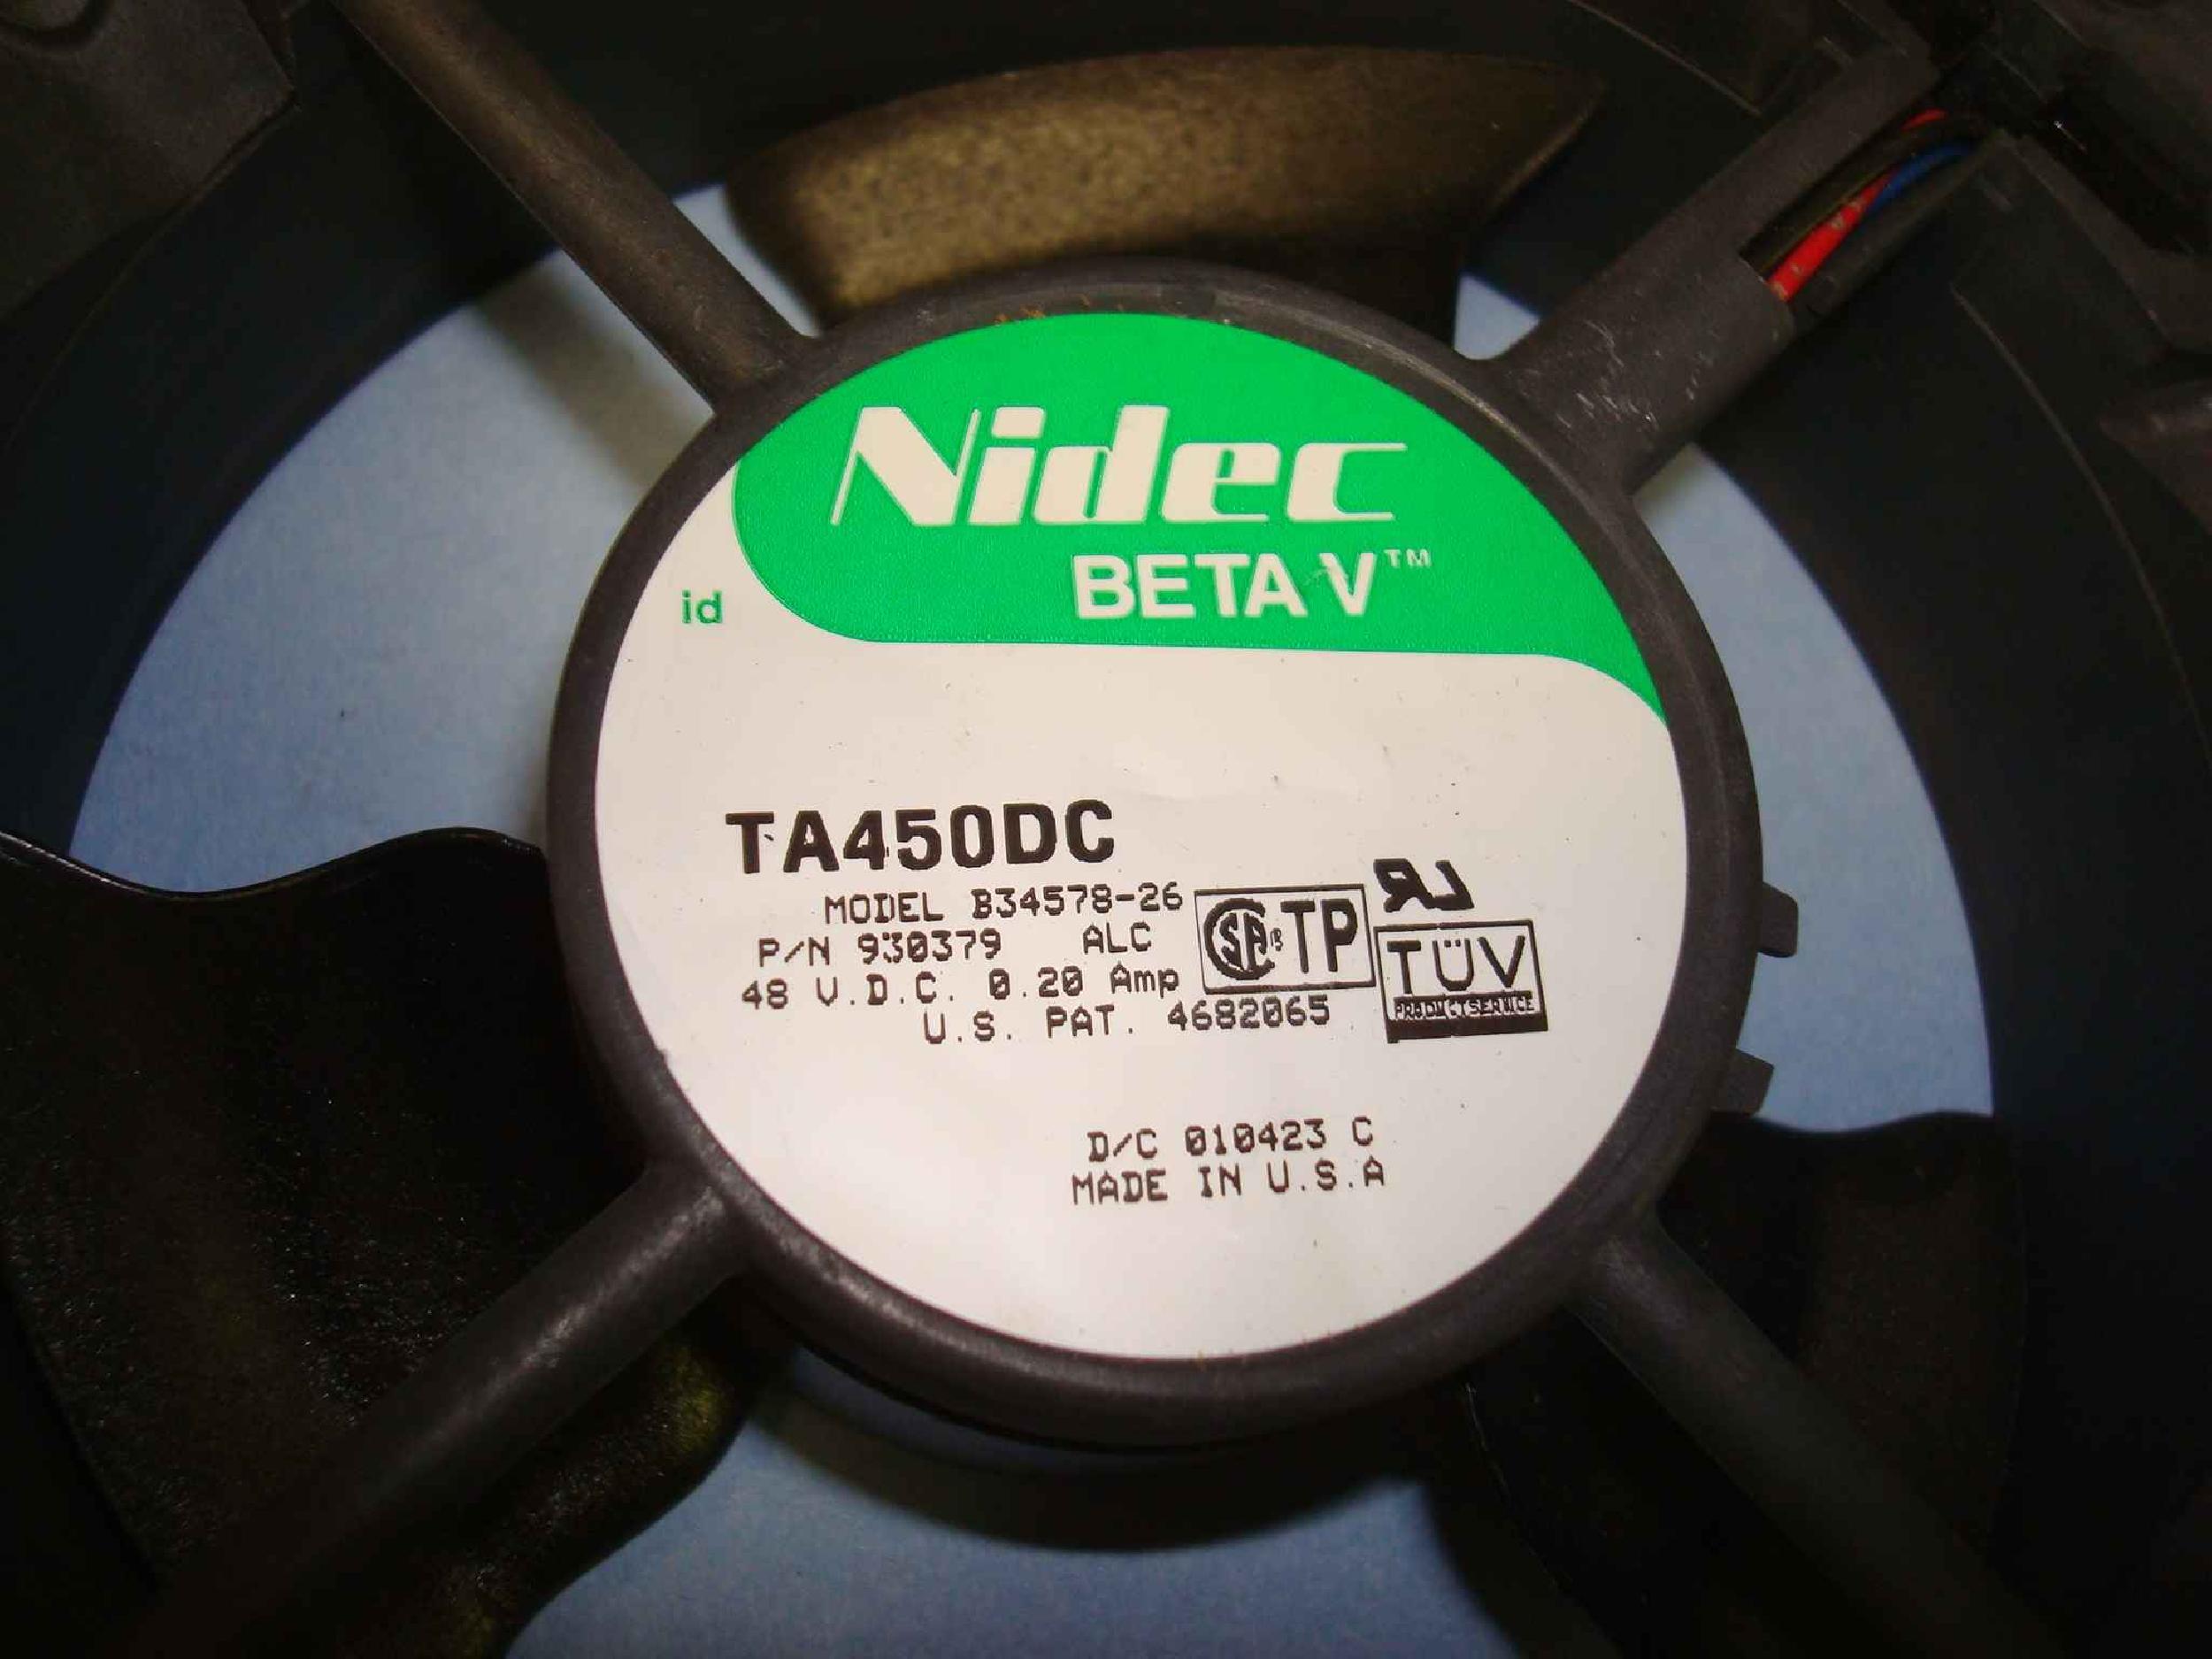 Nidec
BETA V™
id
TA450DC
MODEL B34578-26
P/N 930379 ALC
48 V.D.C. 0.20 Amp
U.S. PAT. 4682065
TP
TÜV
PRODUCT SERVICE
D/C 010423 C
MADE IN U.S.A